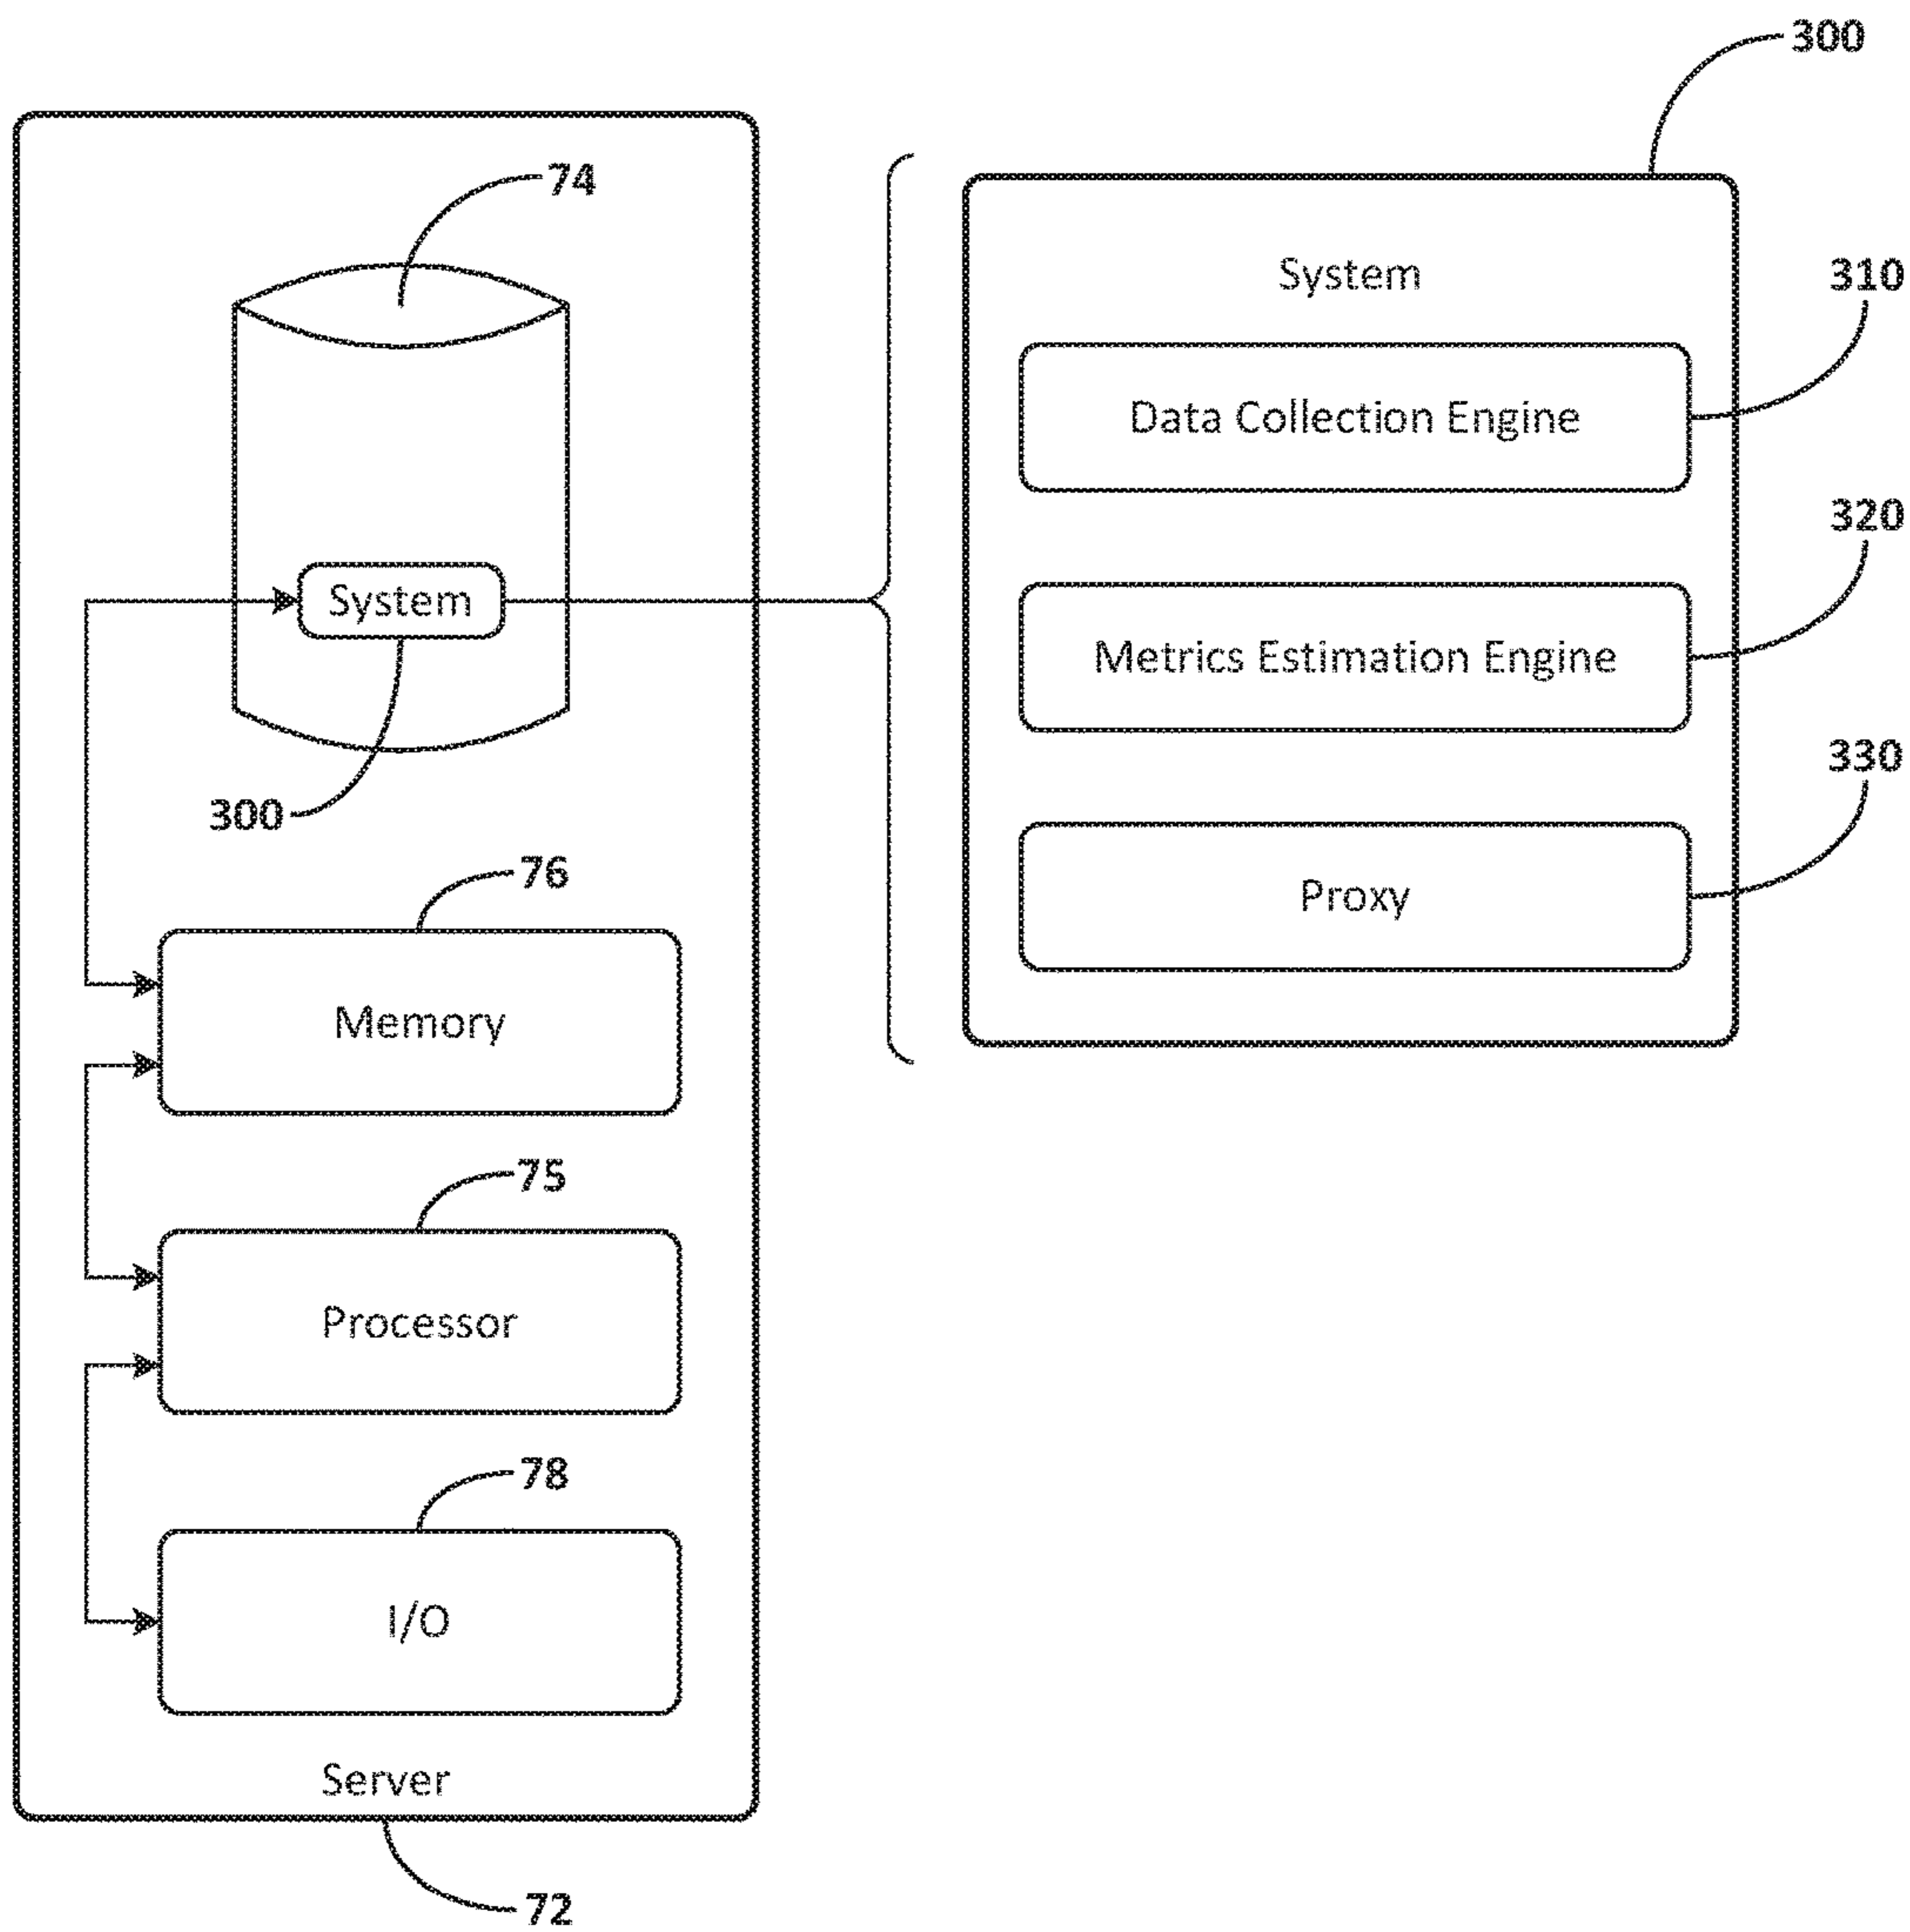 300
74
System
310
Data Collection Engine
320
System
Metrics Estimation Engine
330
300
76
Proxy
Memory
75
Processor
78
I/O
Server
72